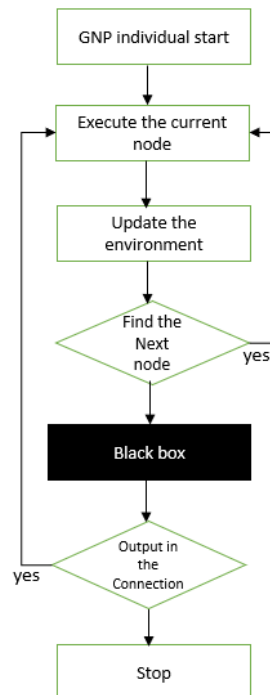 GNP individual start
Execute the current
node
Update the
environment
Find the
Next
node
yes
Black box
Output in
the
Connection
yes
Stop